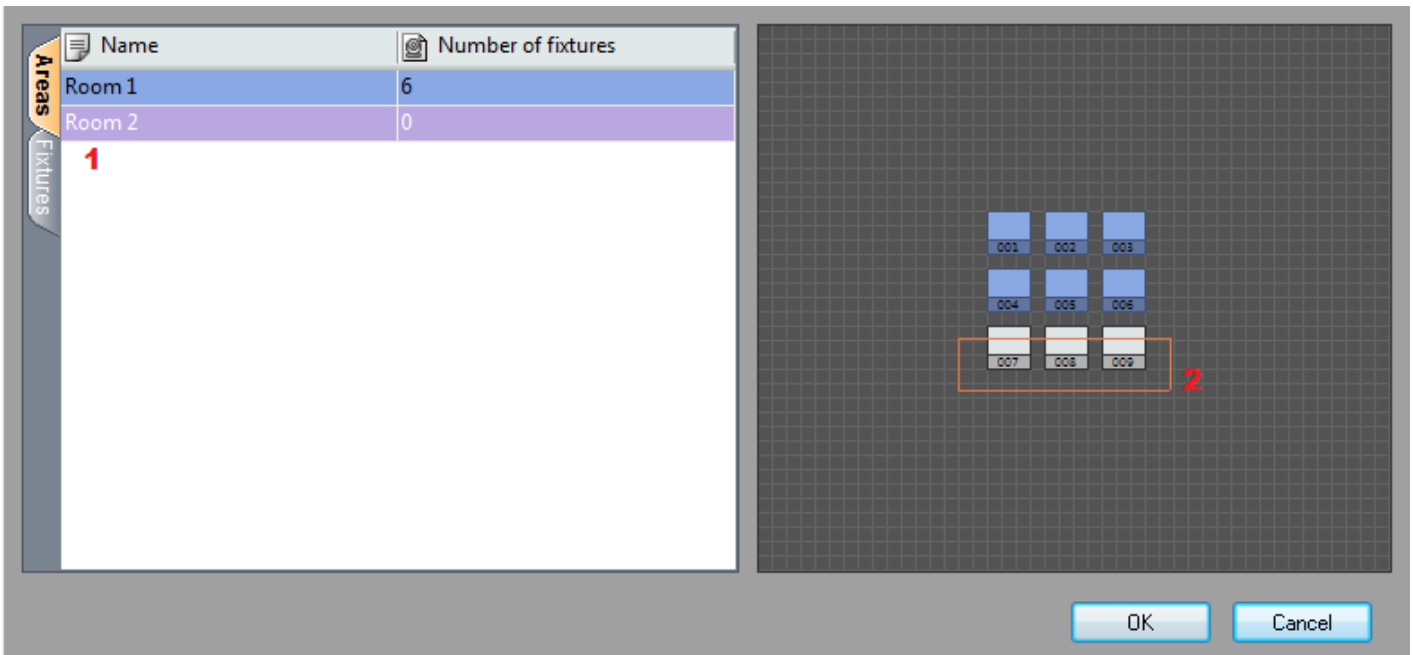 Areas
Fixtures
Name Number of fixtures
Room 1 6
Room 2 0
1
001 002 003
004 005 006
007 008 009
2
OK Cancel